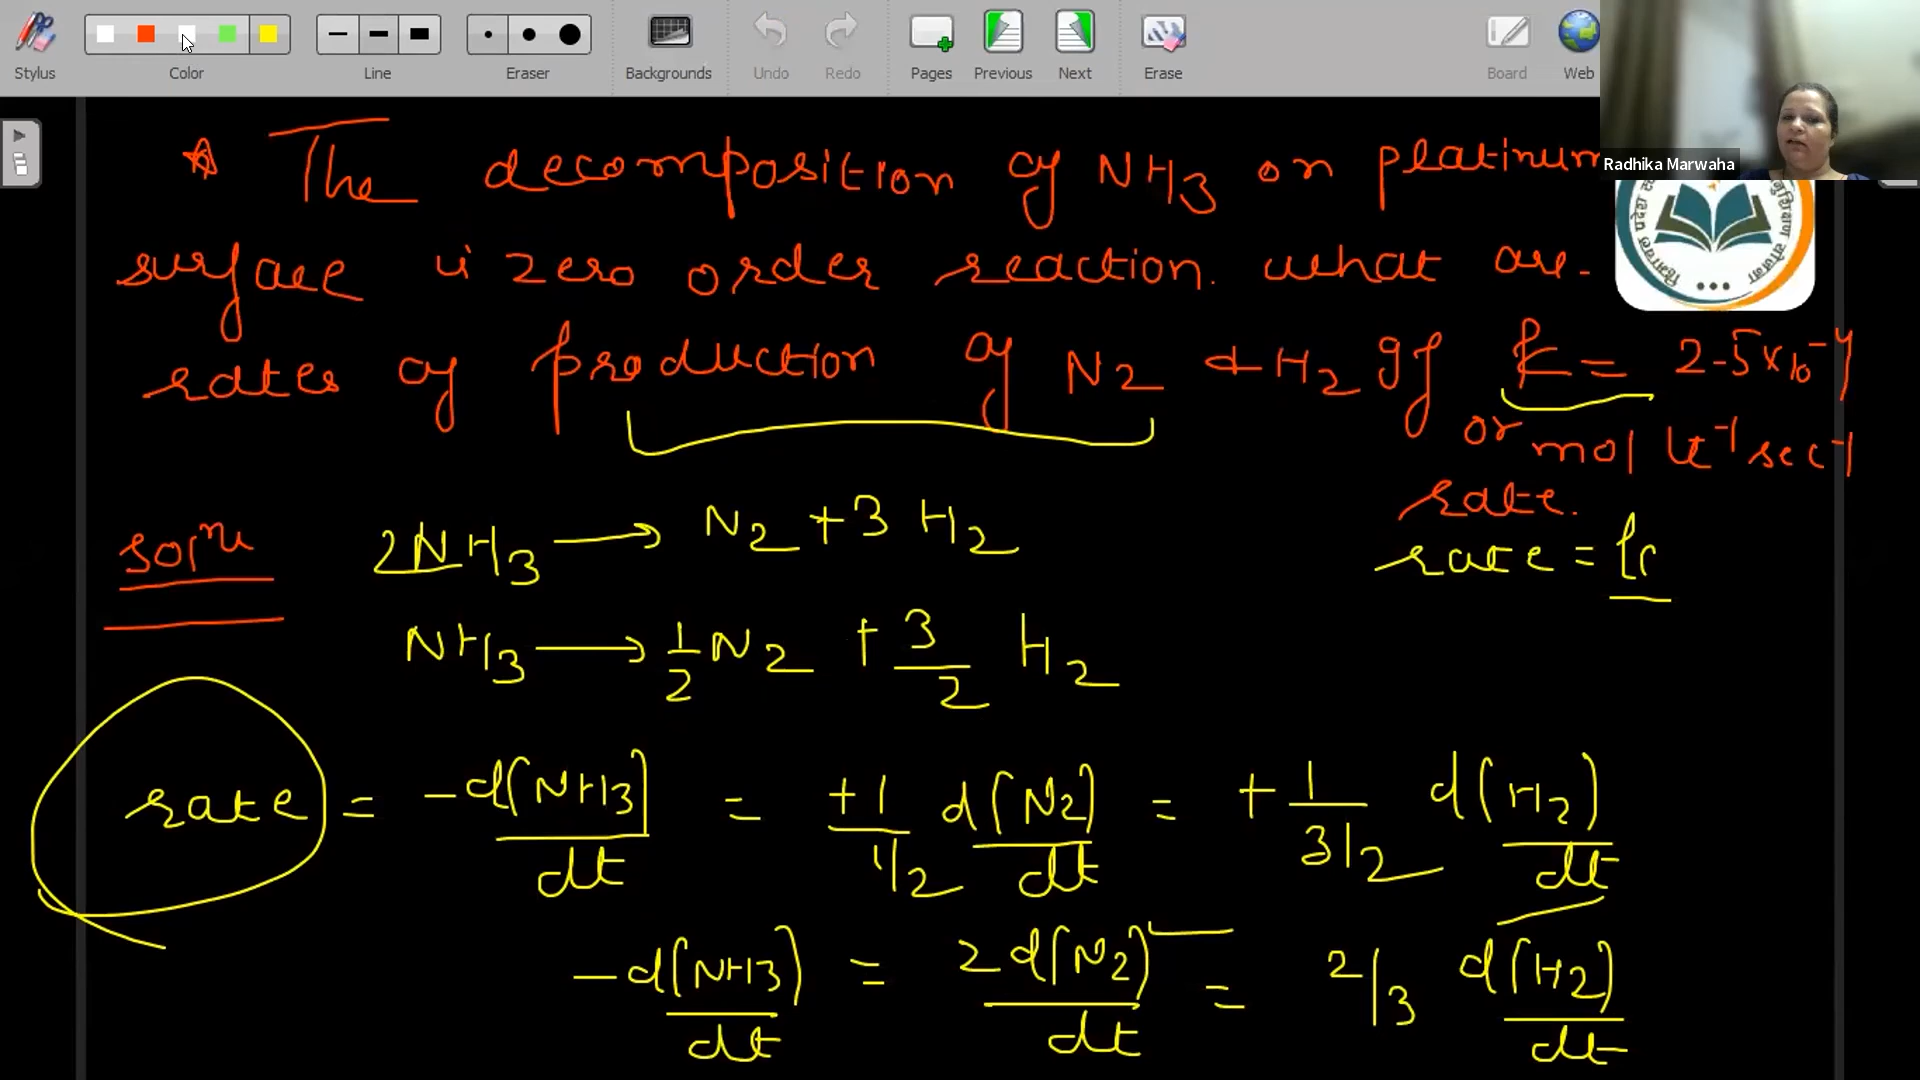 Stylus Color Line Eraser Backgrounds Undo Redo Pages Previous Next Erase Board Web
Radhika Marwaha
The decomposition of NH3 on platinum
surface is zero order reaction. what are
rates of production of N2 & H2 If k = 2.5×10⁻⁴
or mol lit⁻¹ sec⁻¹
rate.
rate = k
Soln 2NH3 → N2 + 3H2
NH3 → 1/2 N2 + 3/2 H2
rate = -d(NH3)/dt = +1/1/2 d(N2)/dt = +1/3/2 d(H2)/dt
-d(NH3)/dt = 2d(N2)/dt = 2/3 d(H2)/dt